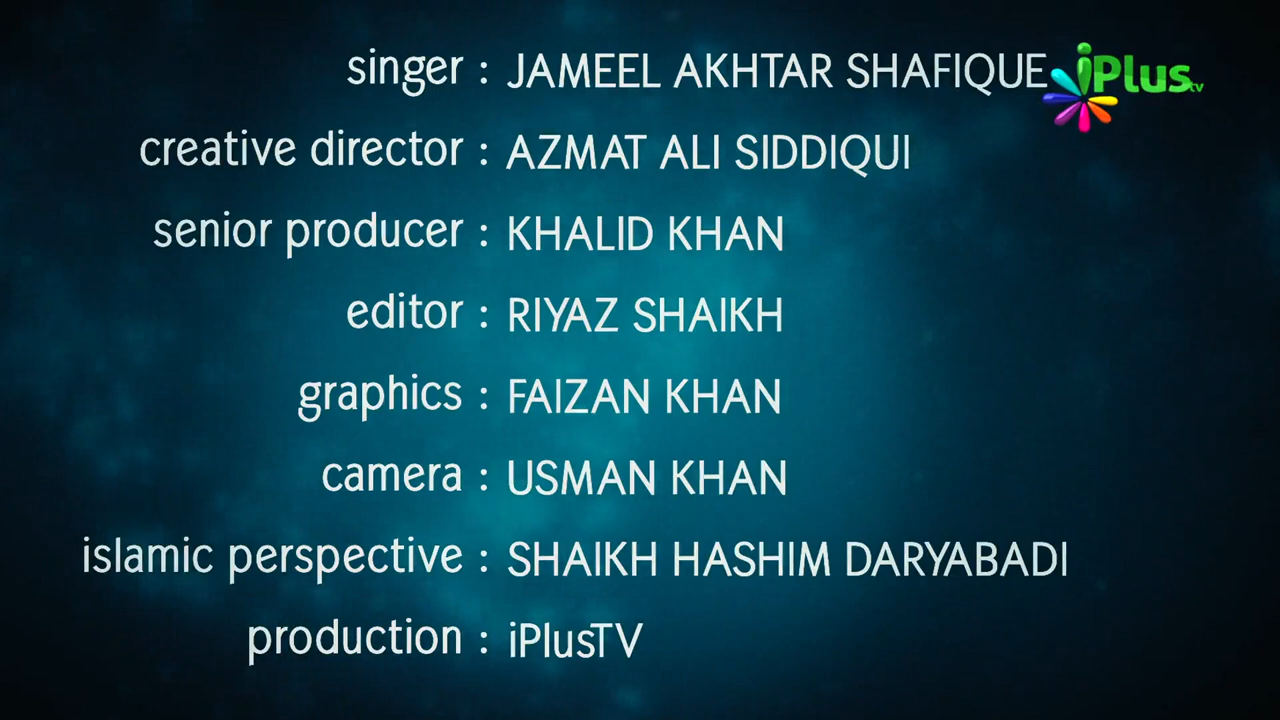 singer : JAMEEL AKHTAR SHAFIQUE
iPlus tv
creative director : AZMAT ALI SIDDIQUI
senior producer : KHALID KHAN
editor : RIYAZ SHAIKH
graphics : FAIZAN KHAN
camera : USMAN KHAN
islamic perspective : SHAIKH HASHIM DARYABADI
production : iPlusTV